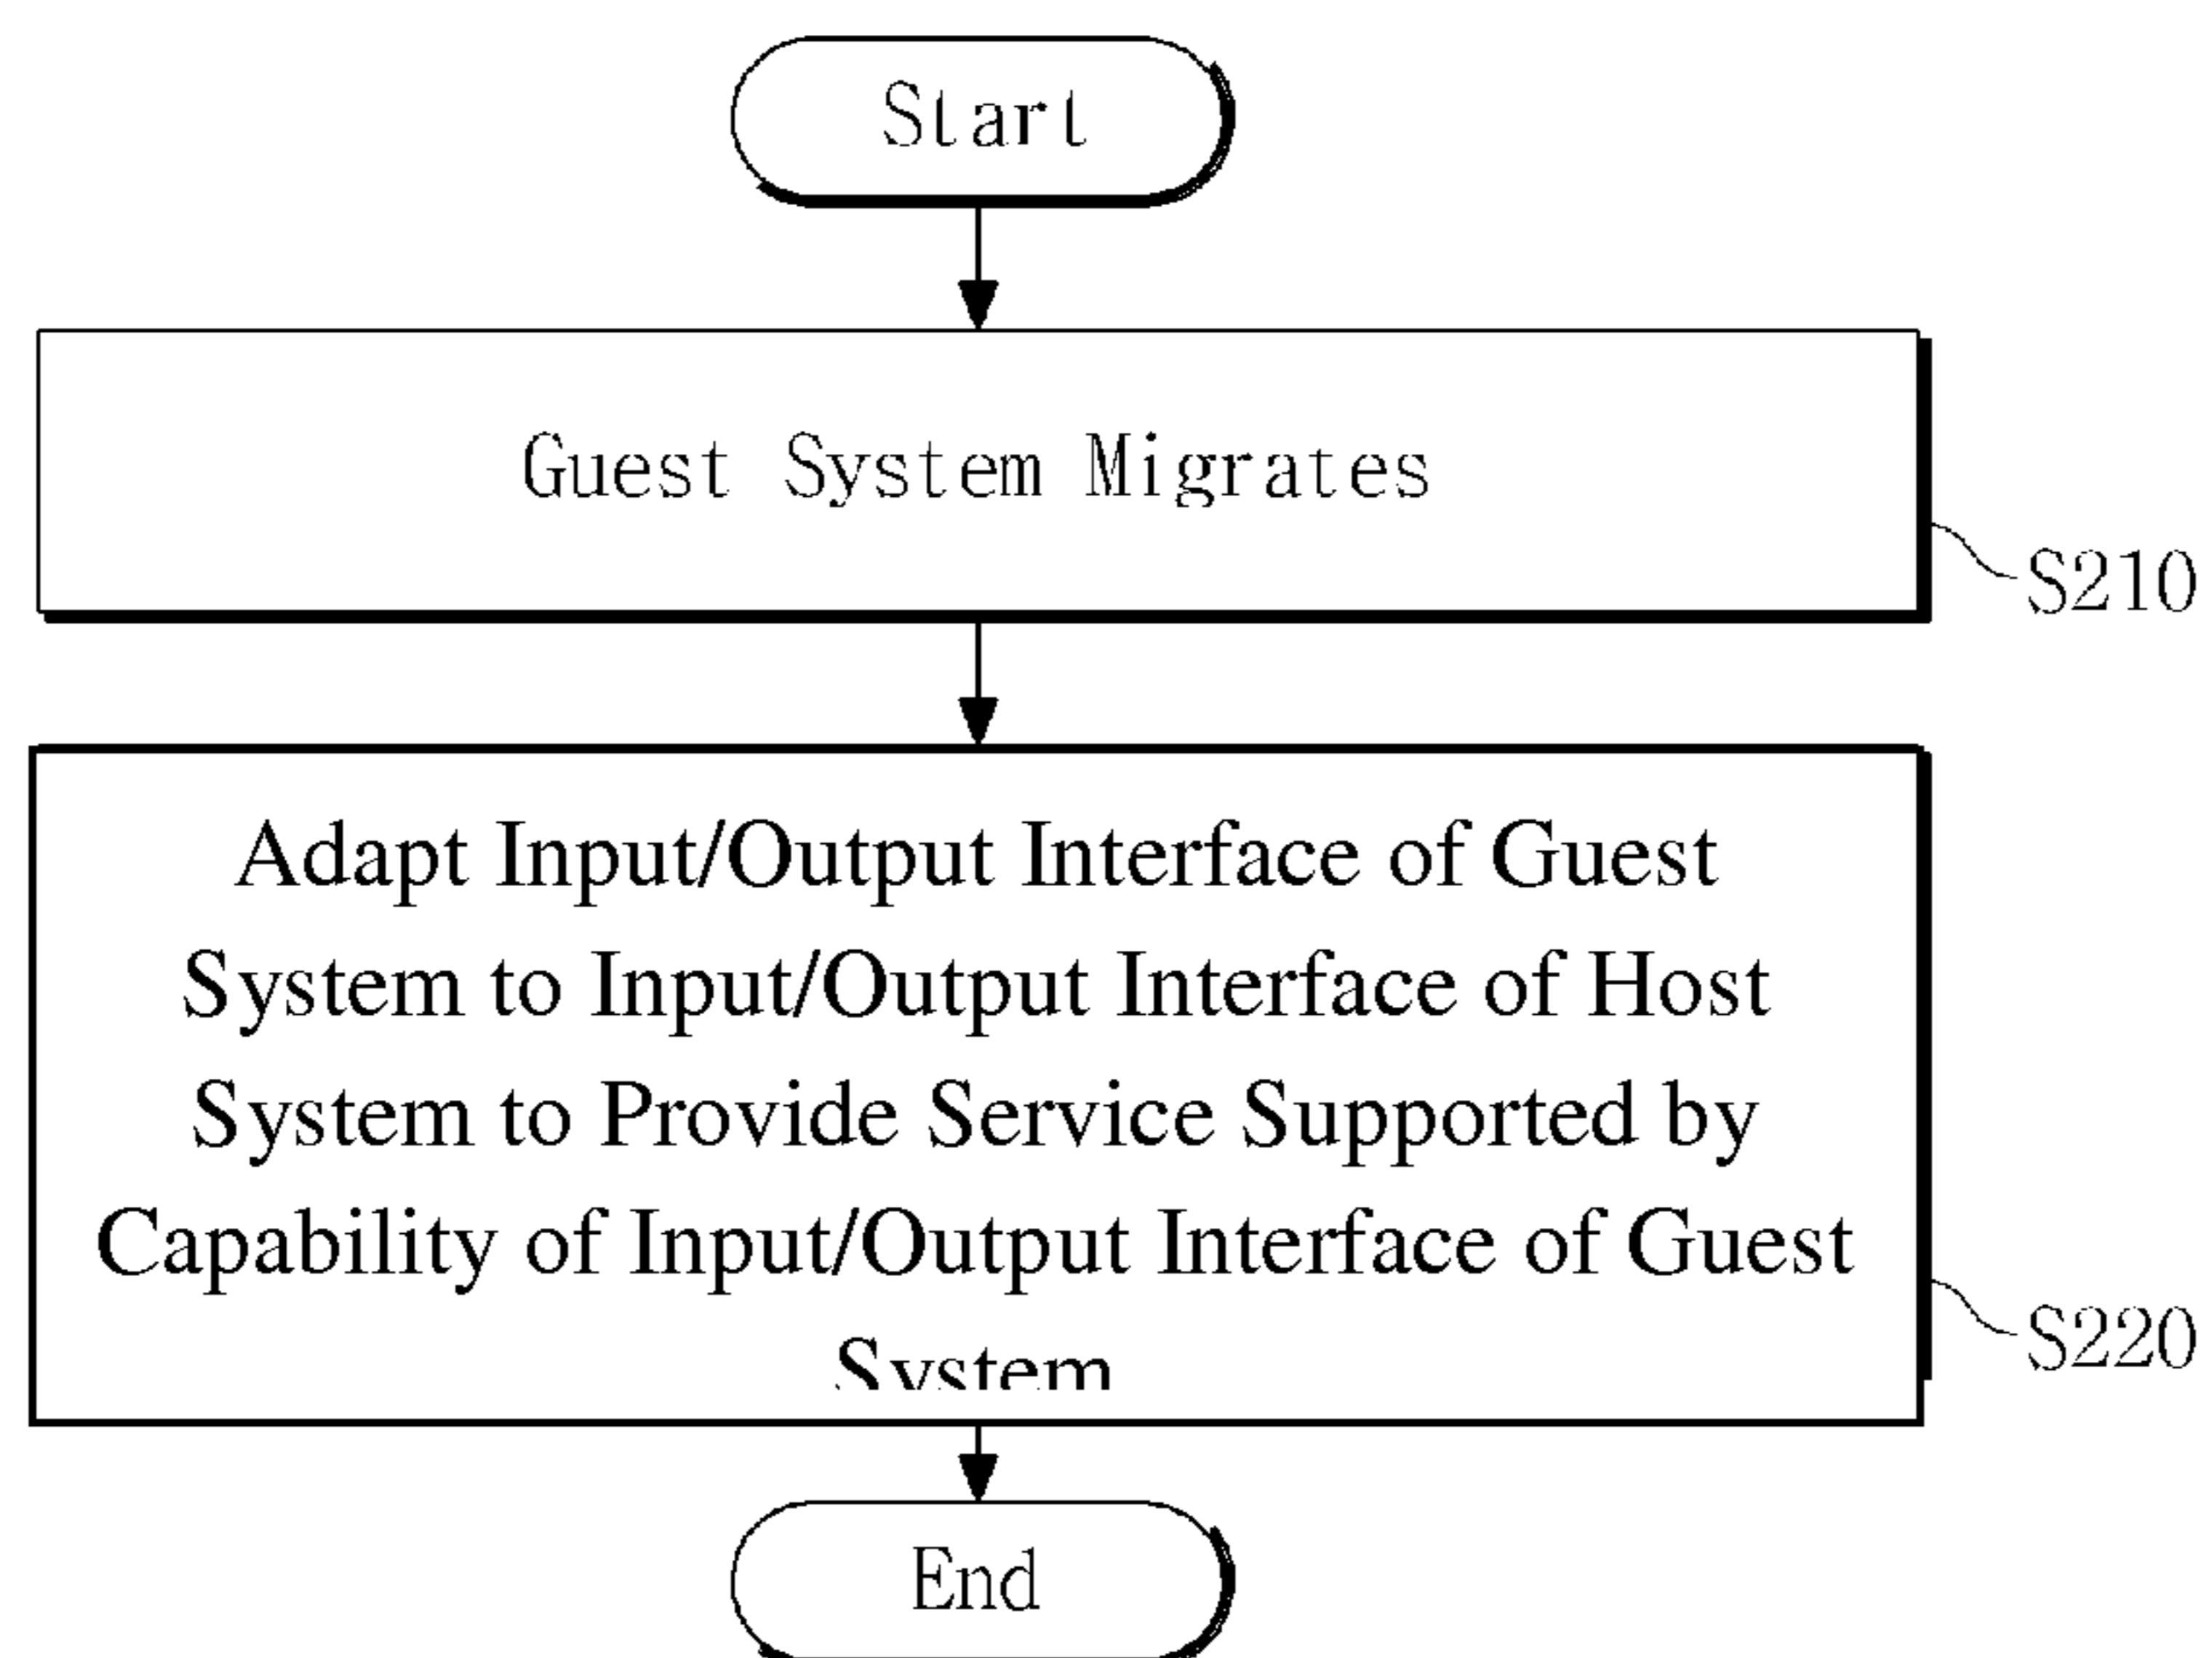 Start
Guest System Migrates
S210
Adapt Input/Output Interface of Guest
System to Input/Output Interface of Host
System to Provide Service Supported by
Capability of Input/Output Interface of Guest
System
S220
End